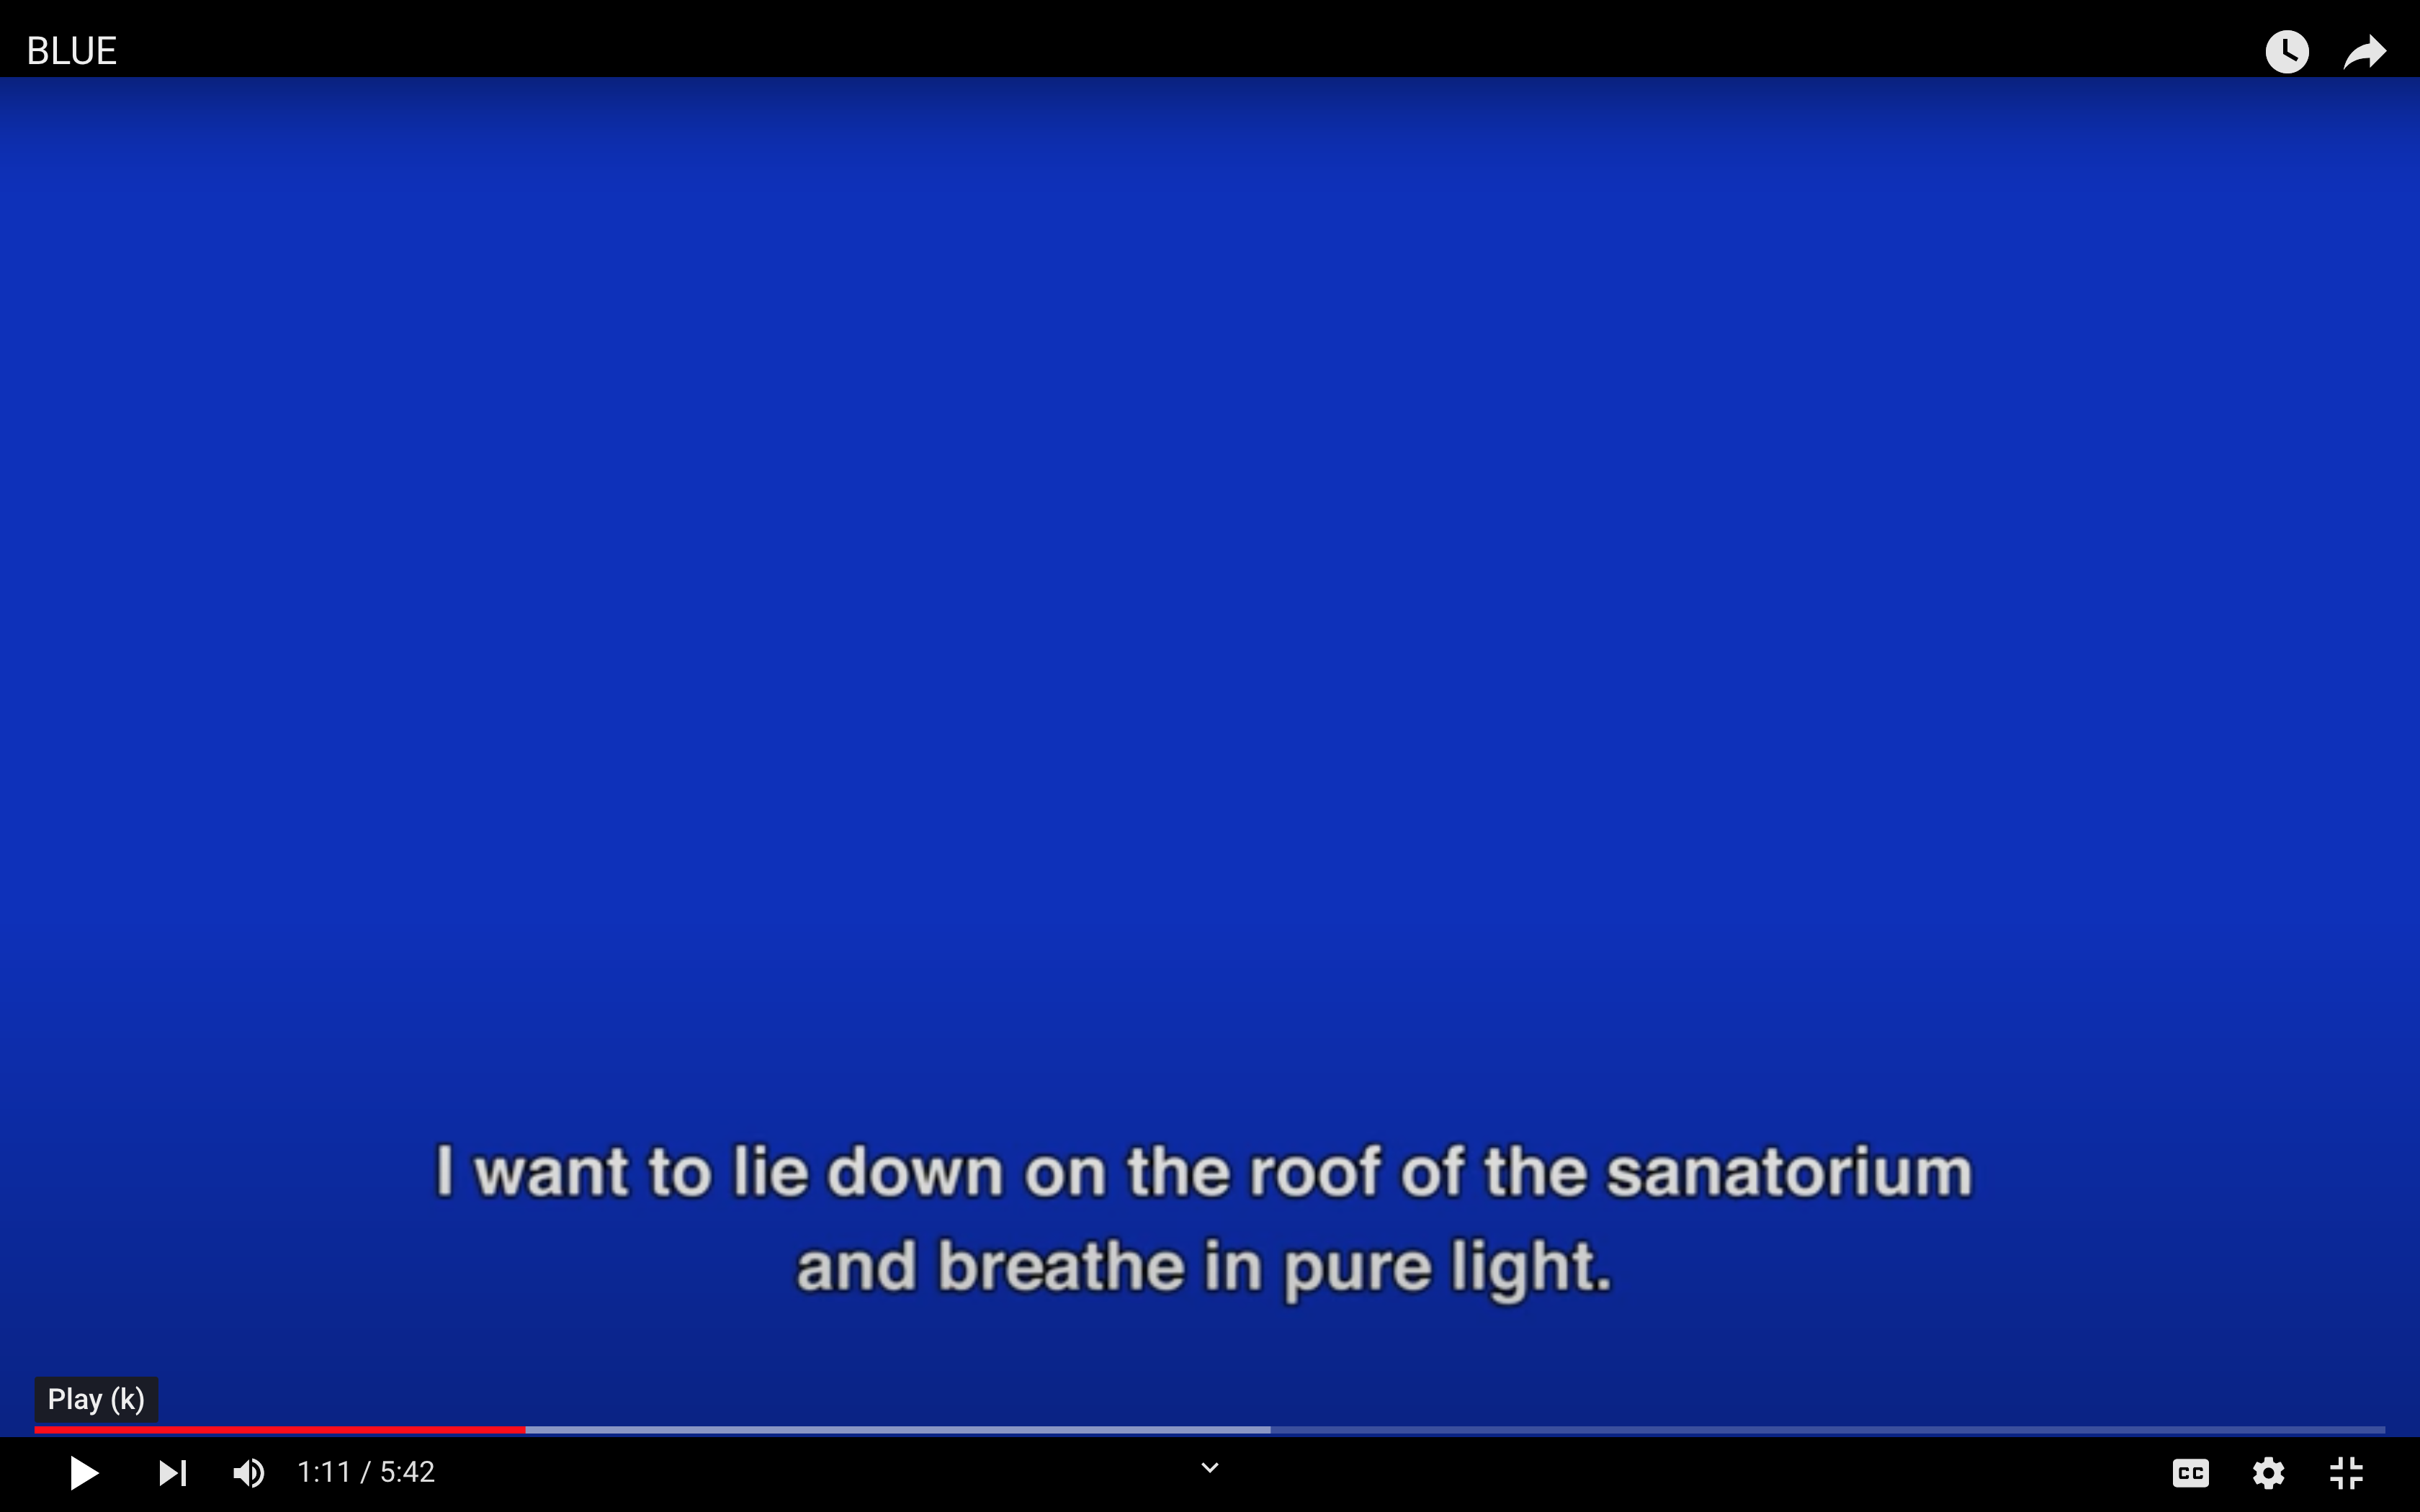 BLUE
I want to lie down on the roof of the sanatorium
and breathe in pure light.
Play (k)
1:11 / 5:42
CC